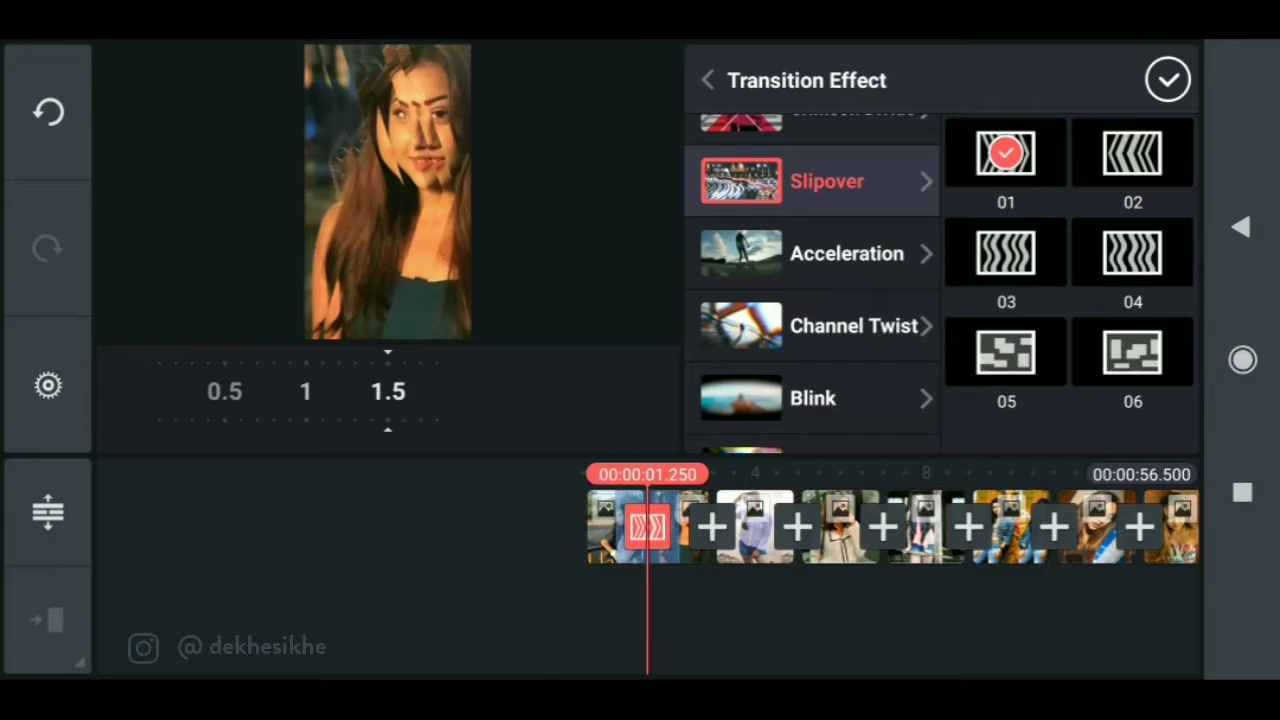 Transition Effect
Slipover
Acceleration
Channel Twist
Blink
01
02
03
04
05
06
0.5
1
1.5
00:00:01.250
4
8
00:00:56.500
@ dekhesikhe